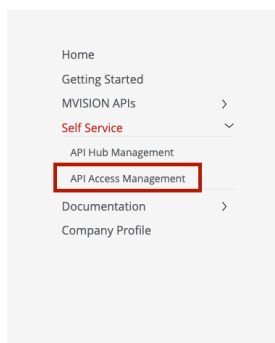 Home
Getting Started
MVISION APIs
Self Service
API Hub Management
API Access Management
Documentation
Company Profile